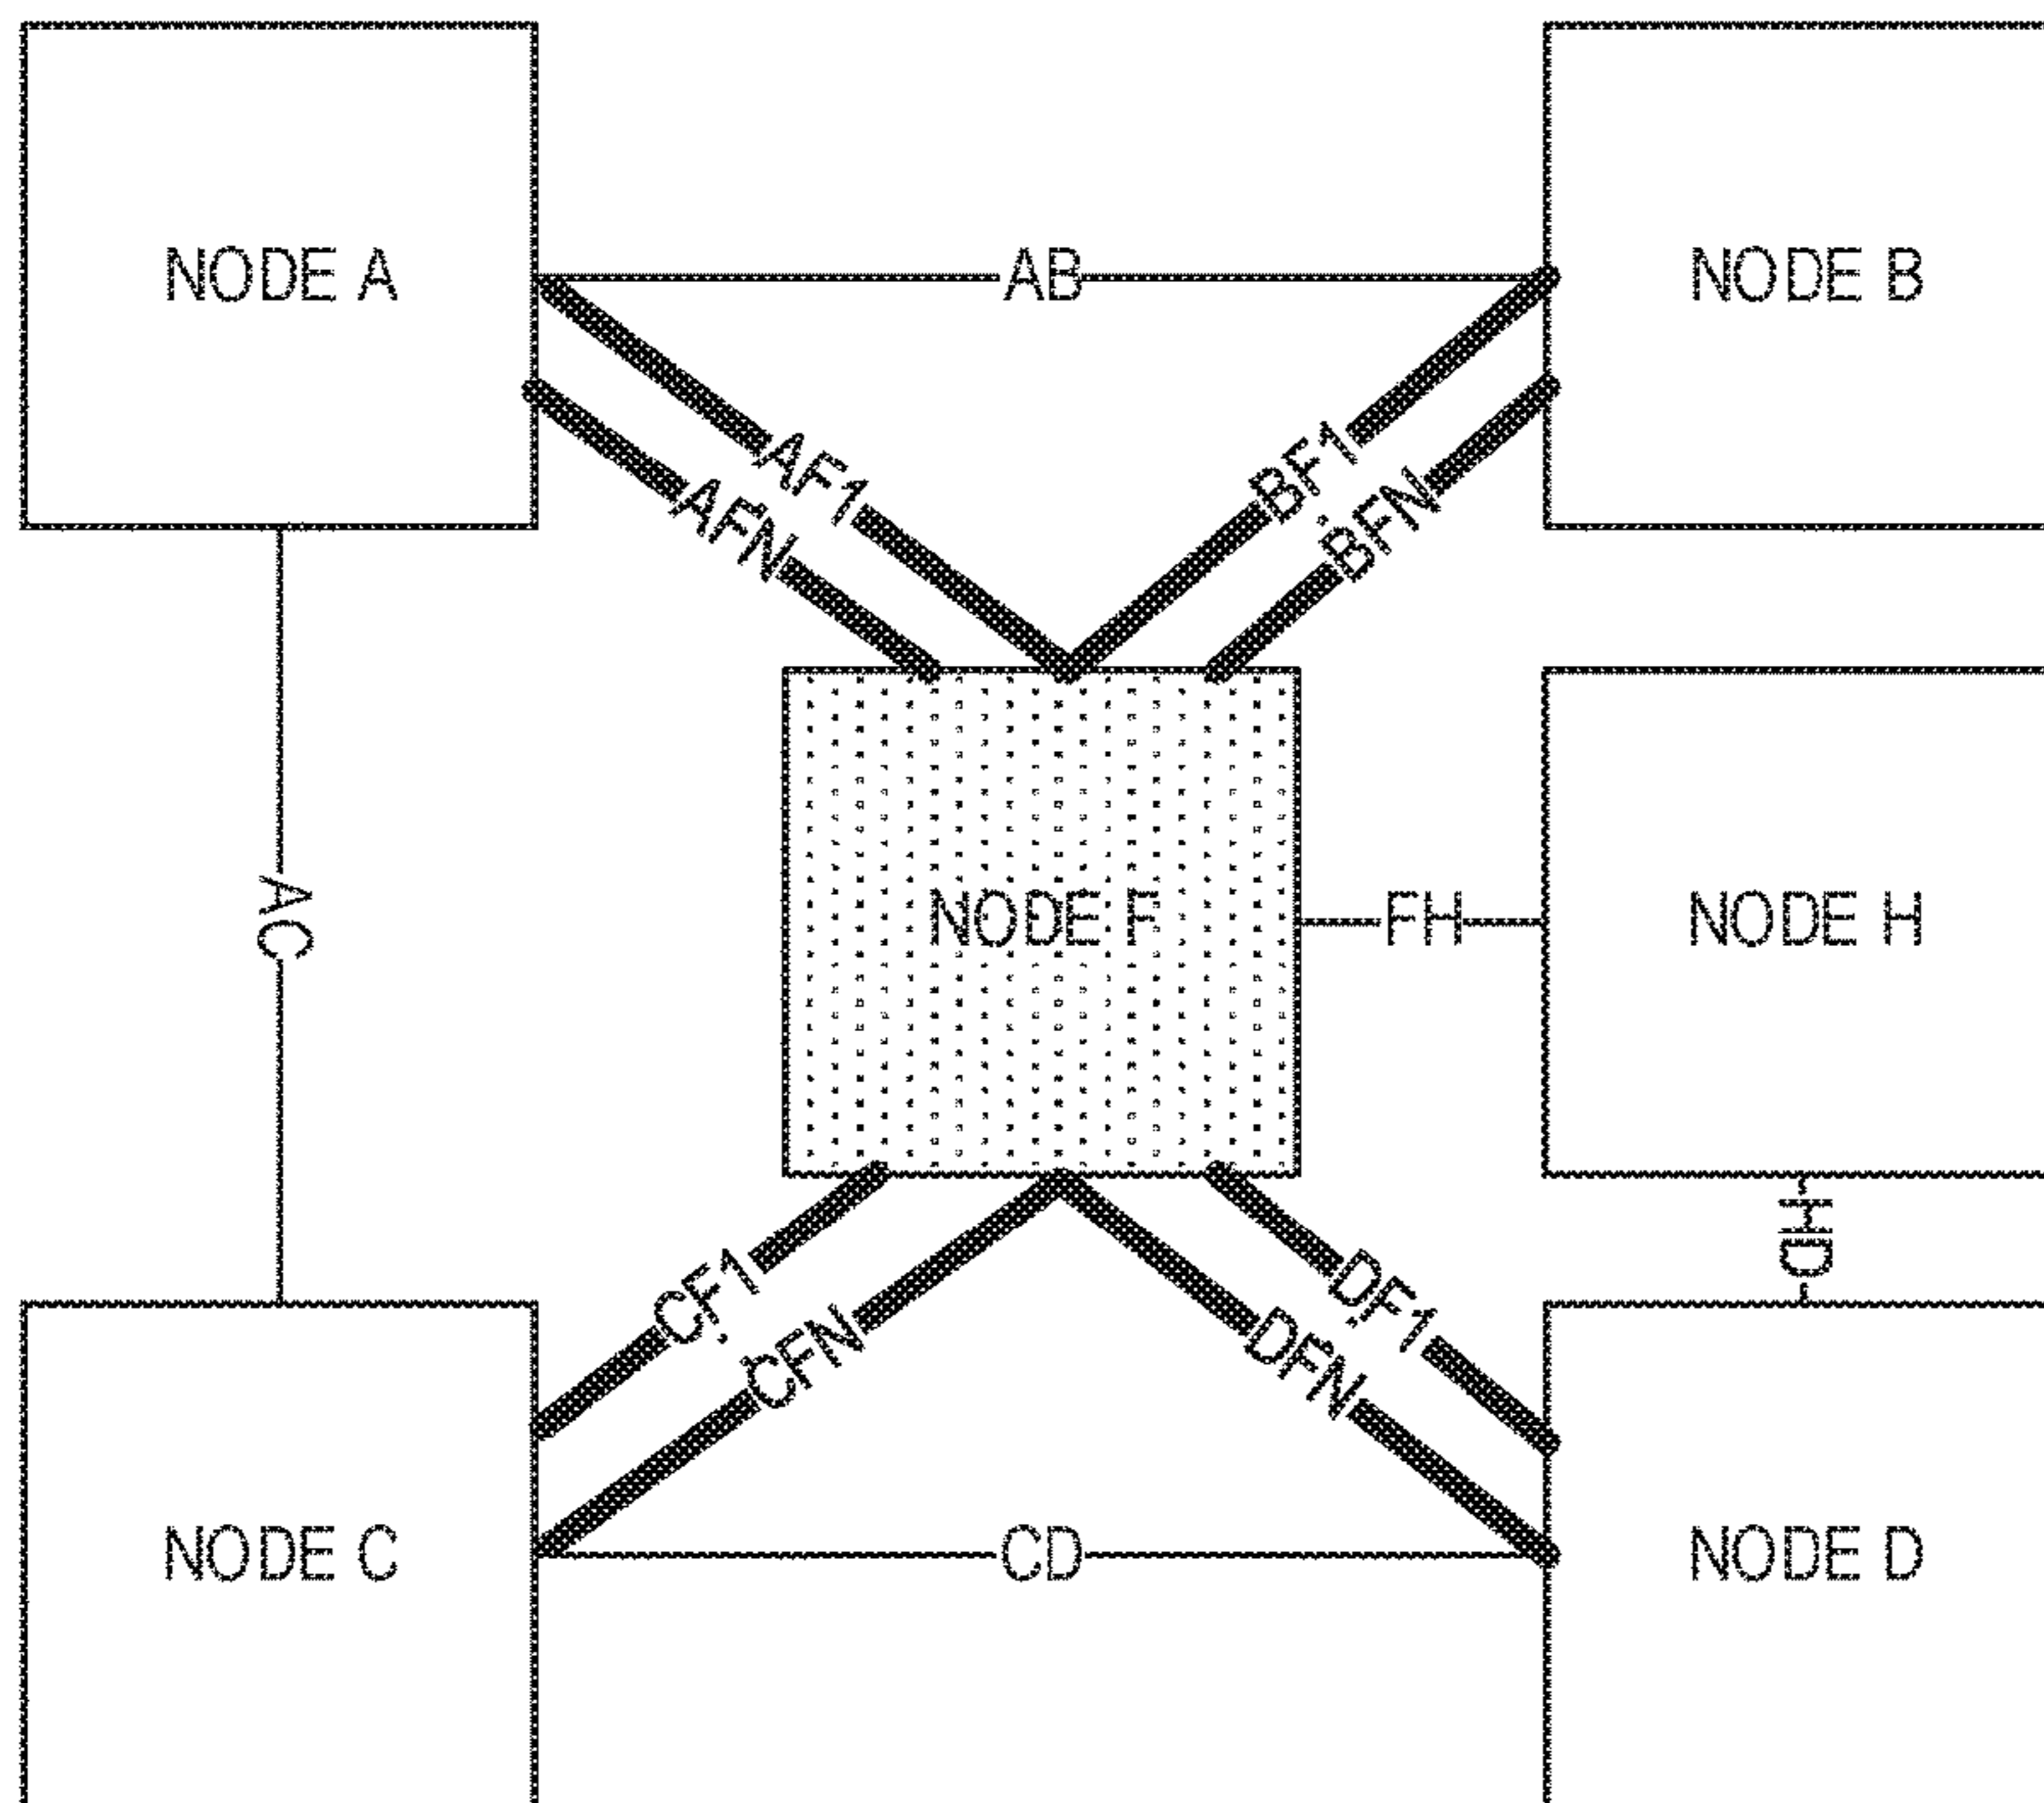 NODE A
AB
NODE B
AF1
AFN
BF1
BFN
AC
NODE F
FH
NODE H
HD
CF1
CFN
DF1
DFN
NODE C
CD
NODE D